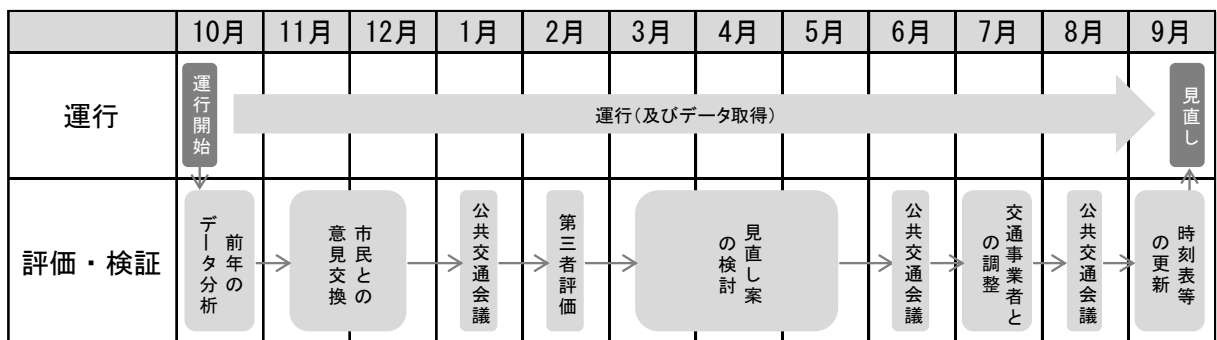 10月 11月 12月 1月 2月 3月 4月 5月 6月 7月 8月 9月
運行
運行開始
運行(及びデータ取得)
見直し
評価・検証
前年の
データ分析
市民との
意見交換
公共交通会議
第三者評価
見直し案
の検討
公共交通会議
交通事業者と
の調整
公共交通会議
時刻表等
の更新